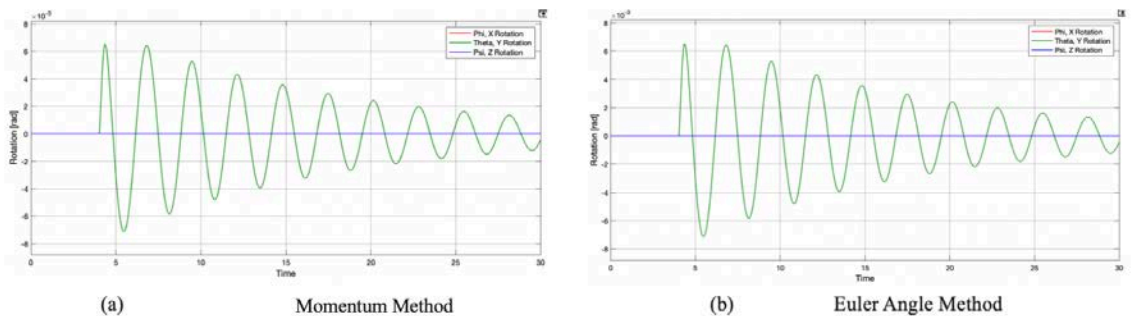 ×10⁻³
Phi, X Rotation
Theta, Y Rotation
Psi, Z Rotation
Rotation [rad]
8
6
4
2
0
-2
-4
-6
-8
0 5 10 15 20 25 30
Time
(a) Momentum Method
×10⁻³
Phi, X Rotation
Theta, Y Rotation
Psi, Z Rotation
Rotation [rad]
8
6
4
2
0
-2
-4
-6
-8
0 5 10 15 20 25 30
Time
(b) Euler Angle Method